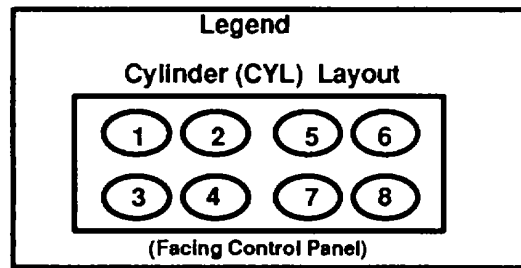 Legend
Cylinder (CYL) Layout
1 2 5 6
3 4 7 8
(Facing Control Panel)